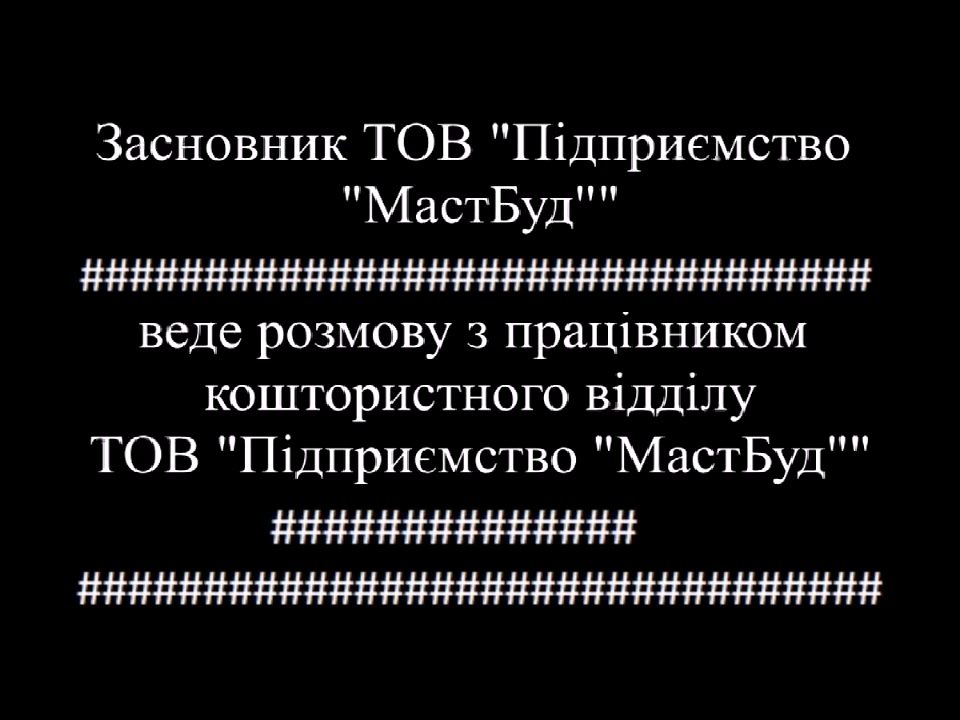 Засновник ТОВ "Підприємство
"МастБуд""
################################
веде розмову з працівником
коштористного відділу
ТОВ "Підприємство "МастБуд""
##############
################################